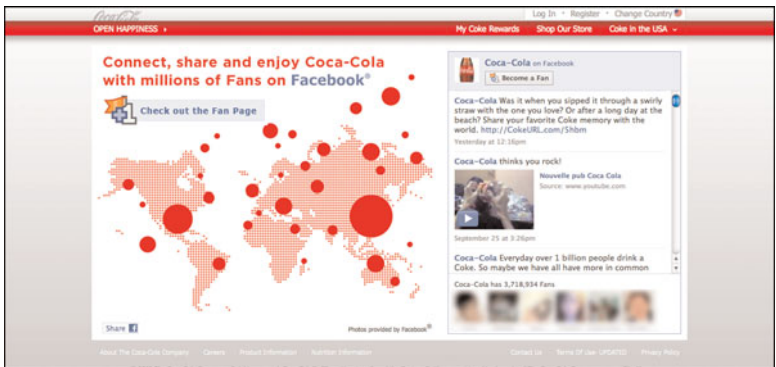 Coca-Cola
Log In • Register • Change Country
OPEN HAPPINESS
My Coke Rewards Shop Our Store Coke in the USA
Connect, share and enjoy Coca-Cola
with millions of Fans on Facebook®
Check out the Fan Page
Share
Photos provided by Facebook®
Coca-Cola on Facebook
Become a Fan
Coca-Cola Was it when you sipped it through a swirly
straw with the one you love? Or after a long day at the
beach? Share your favorite Coke memory with the
world. http://CokeURL.com/5hbm
Yesterday at 12:16pm
Coca-Cola thinks you rock!
Nouvelle pub Coca Cola
Source: www.youtube.com
September 25 at 3:26pm
Coca-Cola Everyday over 1 billion people drink a
Coke. So maybe we have all have more in common
Coca-Cola has 3,718,934 Fans
About The Coca-Cola Company Careers Product Information Nutrition Information
Contact Us Terms Of Use UPDATED Privacy Policy